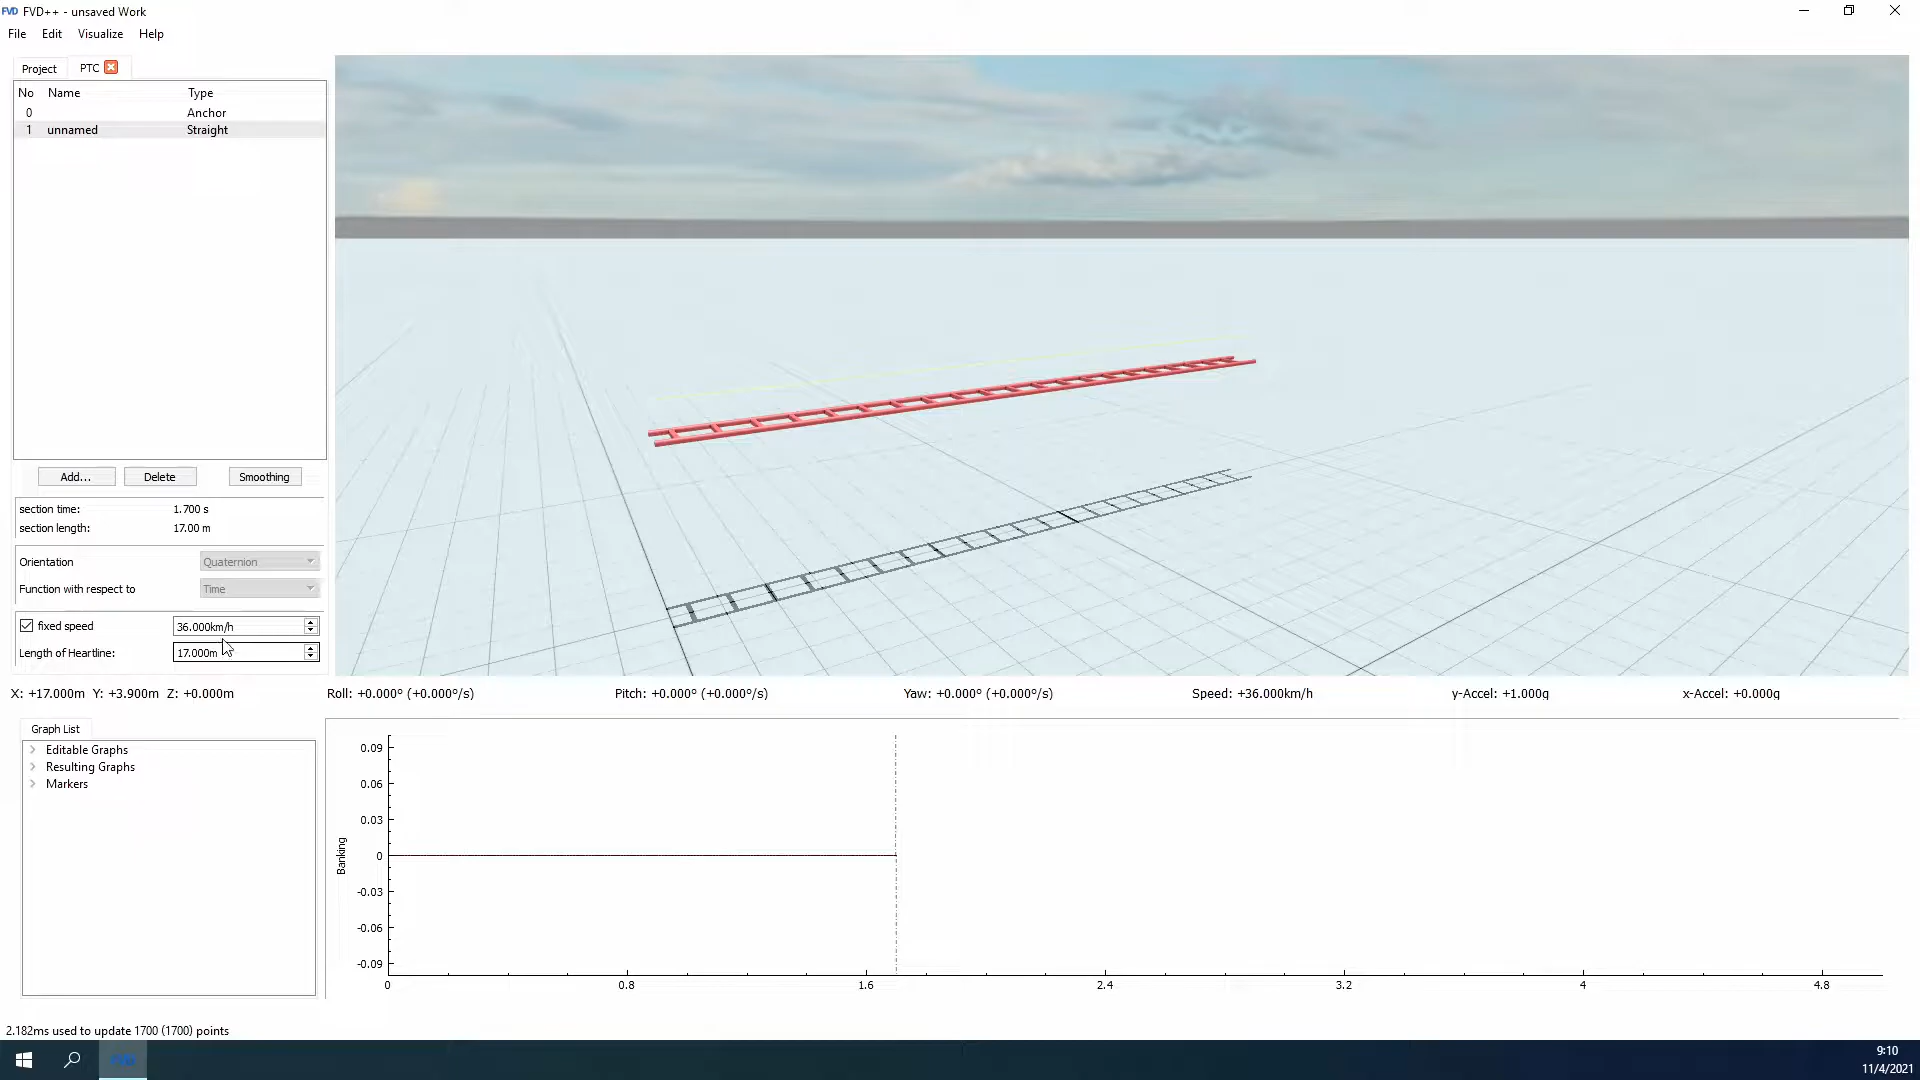 FVD FVD++ - unsaved Work
File Edit Visualize Help
Project PTC
No Name Type
0 Anchor
1 unnamed Straight
Add... Delete Smoothing
section time: 1.700 s
section length: 17.00 m
Orientation Quaternion
Function with respect to Time
fixed speed 36.000km/h
Length of Heartline: 17.000m
X: +17.000m Y: +3.900m Z: +0.000m Roll: +0.000° (+0.000°/s) Pitch: +0.000° (+0.000°/s) Yaw: +0.000° (+0.000°/s) Speed: +36.000km/h y-Accel: +1.000g x-Accel: +0.000g
Graph List
Editable Graphs
Resulting Graphs
Markers
Banking
0.09
0.06
0.03
0
-0.03
-0.06
-0.09
0 0.8 1.6 2.4 3.2 4 4.8
2.182ms used to update 1700 (1700) points
FVD
9:10
11/4/2021